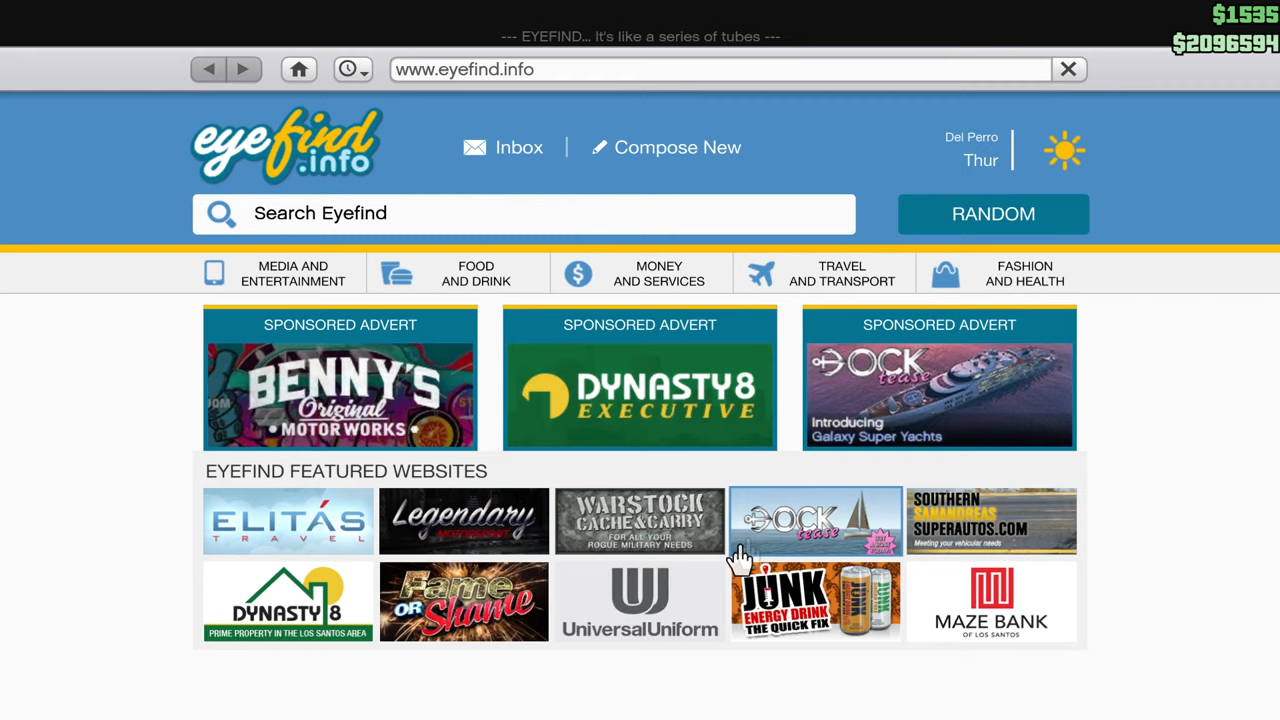 $1535
--- EYEFIND... It's like a series of tubes ---
$2096594
www.eyefind.info
eyefind
.info
Inbox
Compose New
Del Perro
Thur
Search Eyefind
RANDOM
MEDIA AND
ENTERTAINMENT
FOOD
AND DRINK
MONEY
AND SERVICES
TRAVEL
AND TRANSPORT
FASHION
AND HEALTH
SPONSORED ADVERT
BENNY'S
Original
MOTOR WORKS
SPONSORED ADVERT
DYNASTY 8
EXECUTIVE
SPONSORED ADVERT
DOCK
tease
Introducing
Galaxy Super Yachts
EYEFIND FEATURED WEBSITES
ELITÁS
TRAVEL
Legendary
MOTORSPORT
WARSTOCK
CACHE & CARRY
FOR ALL YOUR
ROGUE MILITARY NEEDS
DOCK
tease
SOUTHERN
SANANDREAS
SUPERAUTOS.COM
Meeting your vehicular needs
DYNASTY 8
PRIME PROPERTY IN THE LOS SANTOS AREA
Fame
OR Shame
UniversalUniform
JUNK
ENERGY DRINK
THE QUICK FIX
MAZE BANK
OF LOS SANTOS